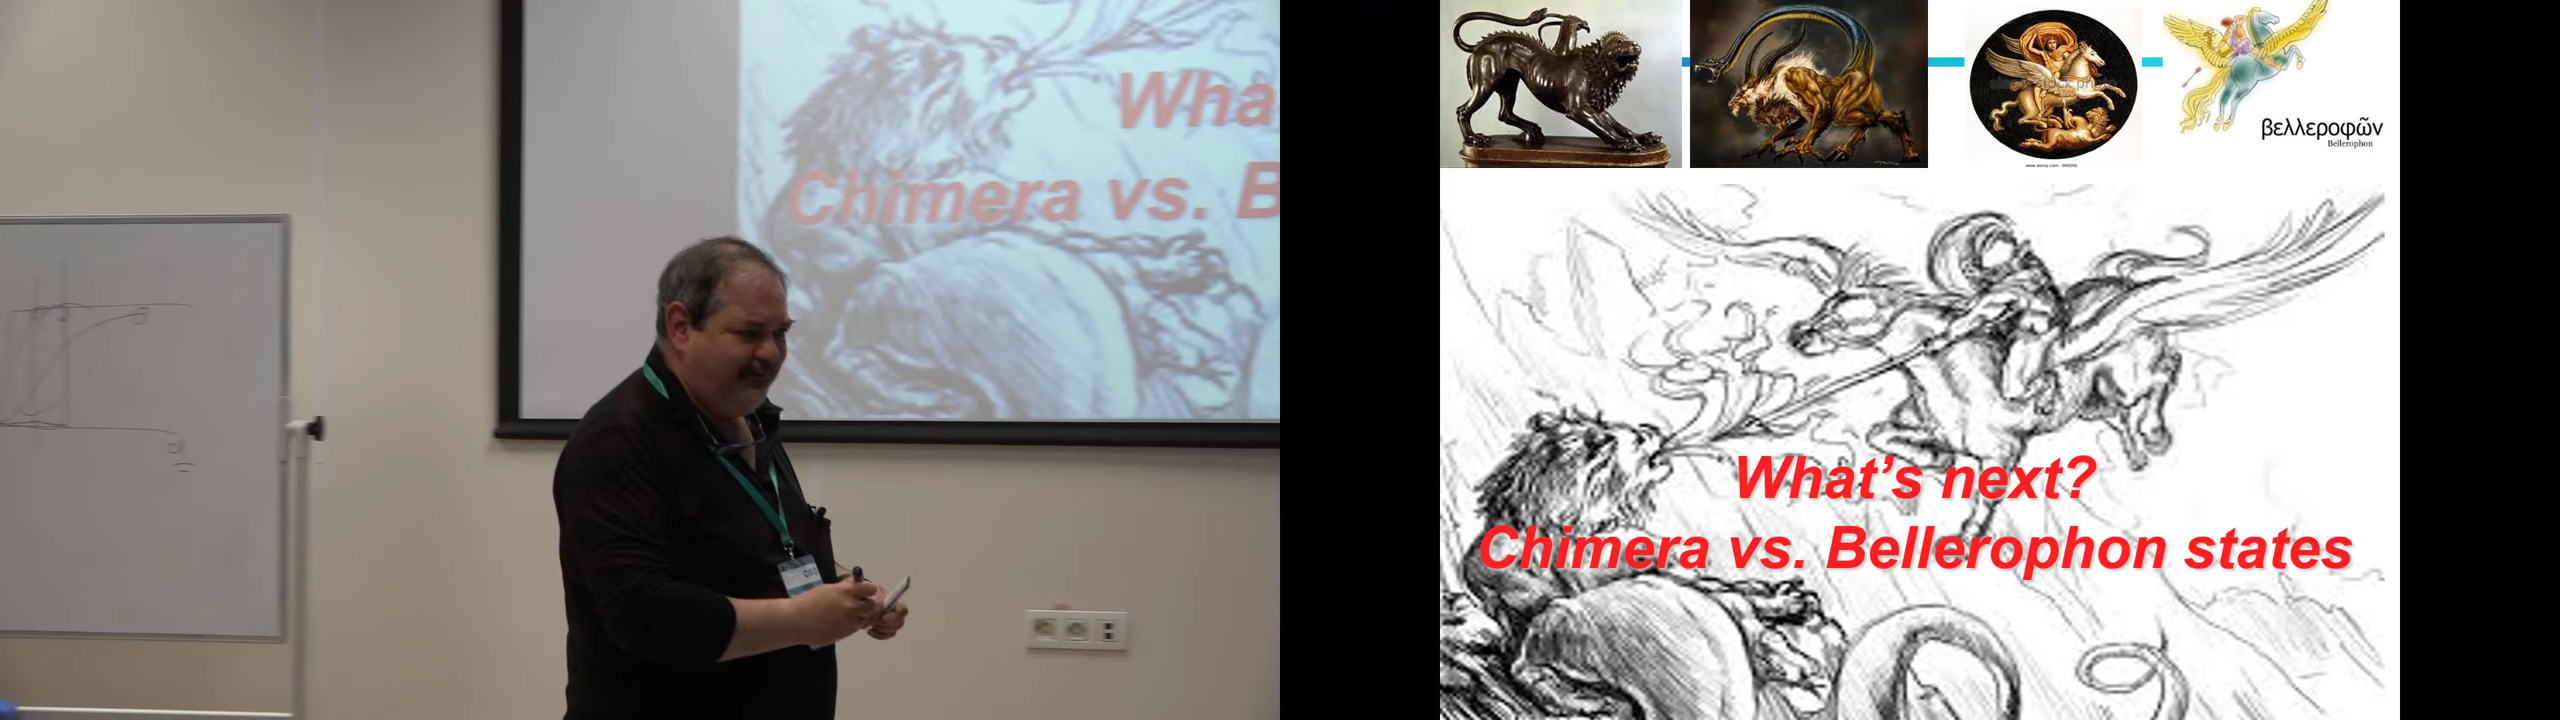 Wha
Chimera vs. B
βελλεροφῶν
Bellerophon
What's next?
Chimera vs. Bellerophon states